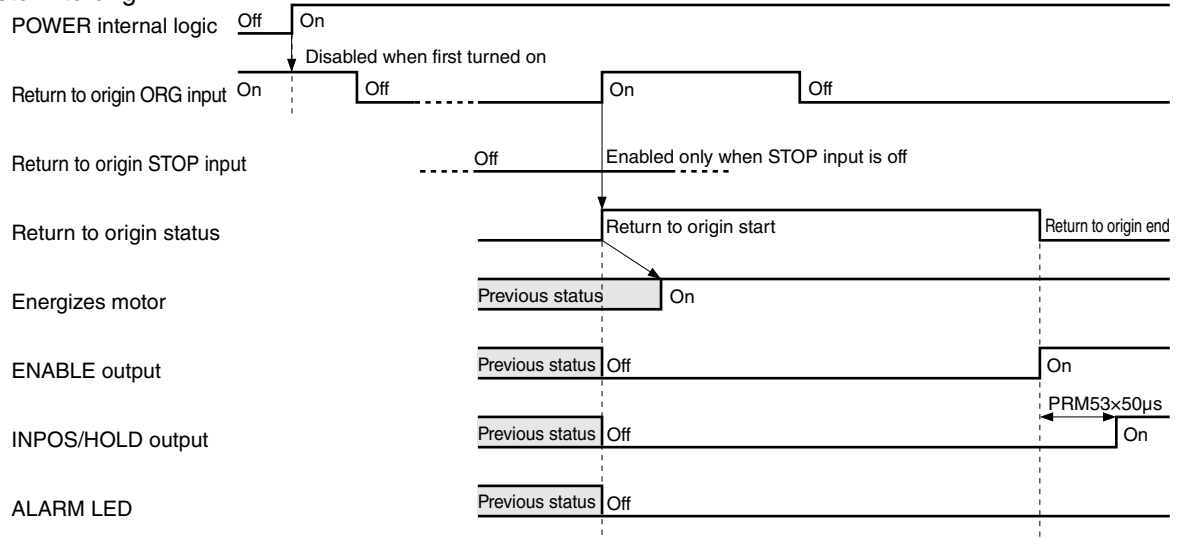 POWER internal logic Off On
Disabled when first turned on
Return to origin ORG input On Off On Off
Return to origin STOP input Off Enabled only when STOP input is off
Return to origin status Return to origin start Return to origin end
Energizes motor Previous status On
ENABLE output Previous status Off On
PRM53×50µs
INPOS/HOLD output Previous status Off On
ALARM LED Previous status Off